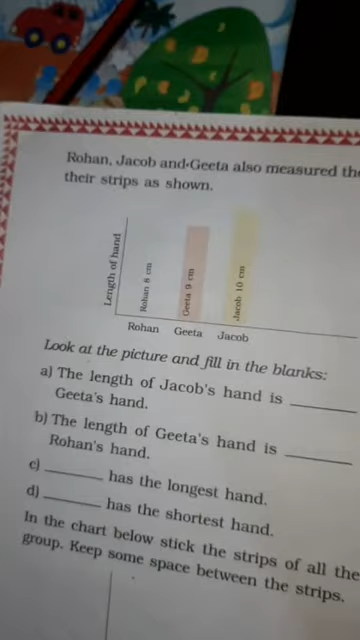 Rohan, Jacob and Geeta also measured the
their strips as shown.
Length of hand
Rohan 8 cm
Geeta 9 cm
Jacob 10 cm
Rohan Geeta Jacob
Look at the picture and fill in the blanks:
a) The length of Jacob's hand is ______
Geeta's hand.
b) The length of Geeta's hand is ______
Rohan's hand.
c) ______ has the longest hand.
d) ______ has the shortest hand.
In the chart below stick the strips of all the
group. Keep some space between the strips.